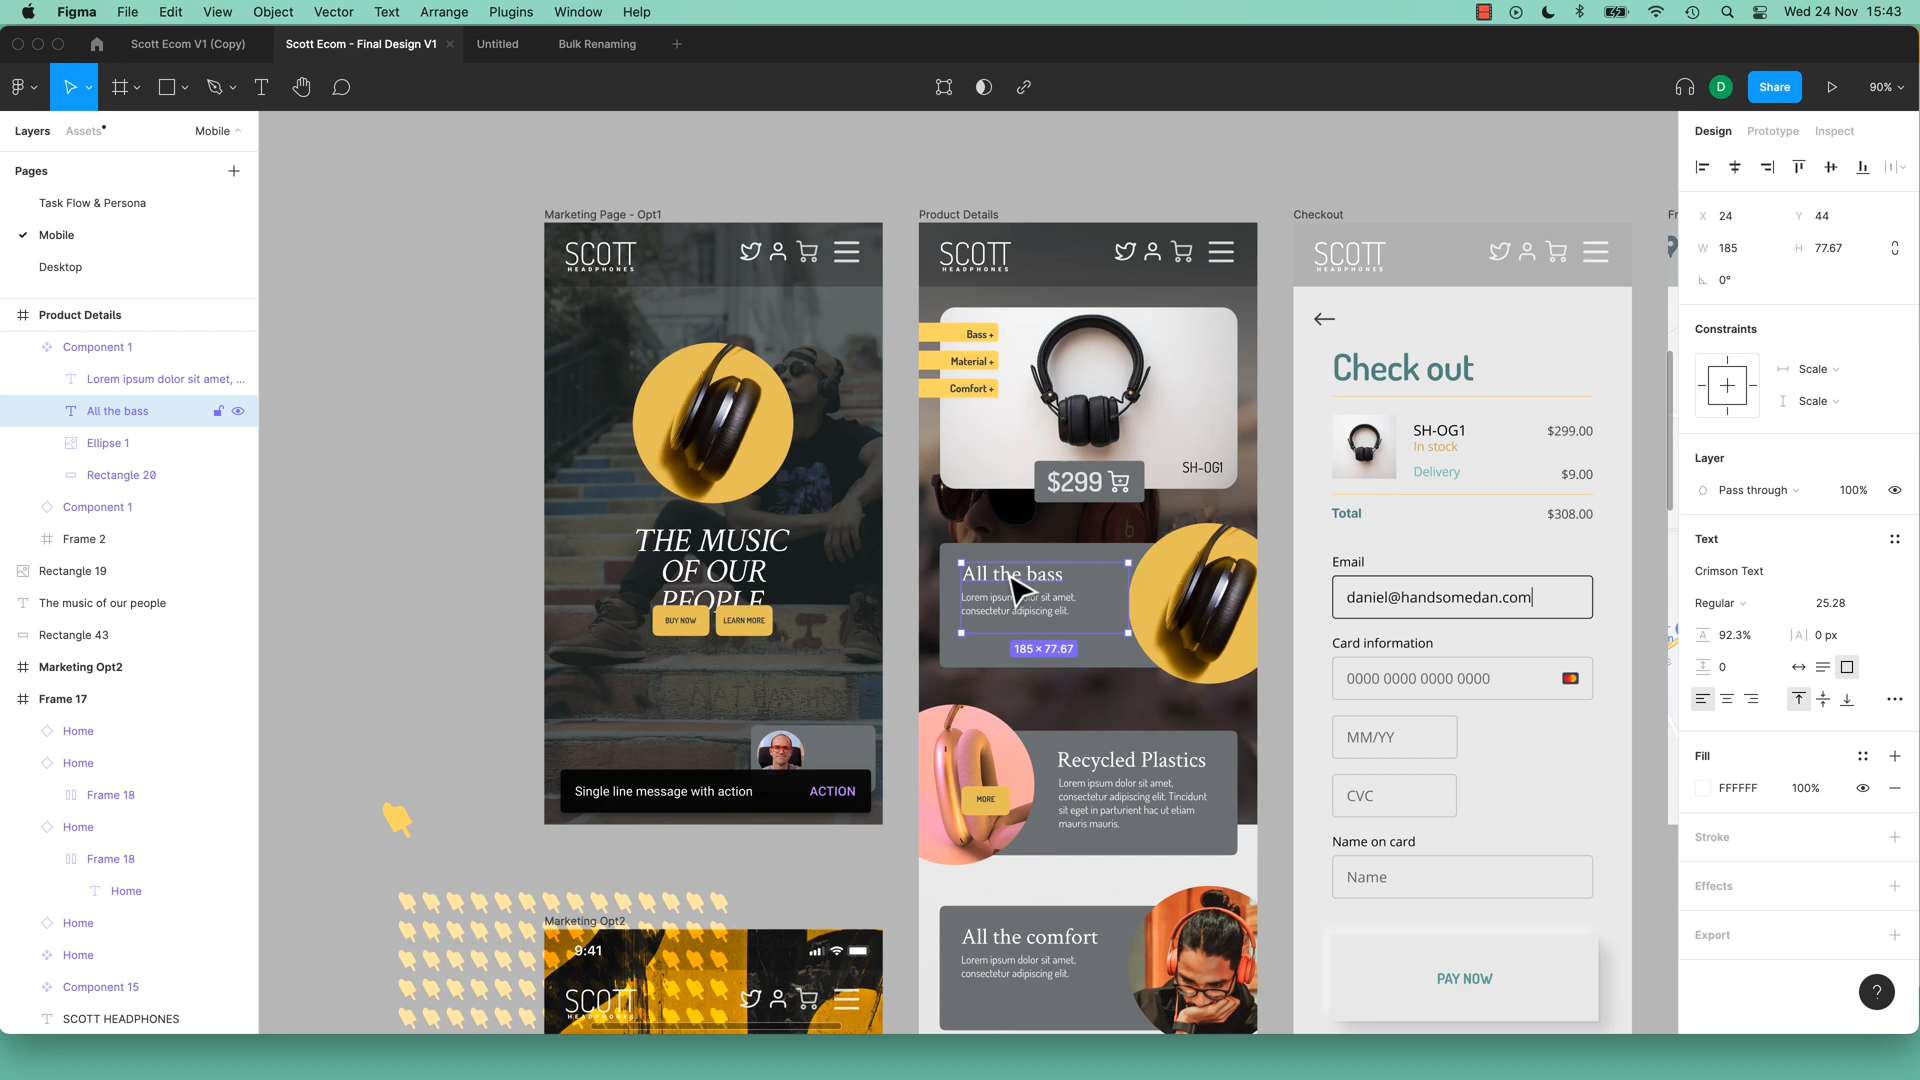 Figma File Edit View Object Vector Text Arrange Plugins Window Help Wed 24 Nov 15:43
Scott Ecom V1 (Copy) Scott Ecom - Final Design V1 Untitled Bulk Renaming
D Share 90%
Layers Assets Mobile
Pages
Task Flow & Persona
Mobile
Desktop
Product Details
Component 1
Lorem ipsum dolor sit amet, ...
All the bass
Ellipse 1
Rectangle 20
Component 1
Frame 2
Rectangle 19
The music of our people
Rectangle 43
Marketing Opt2
Frame 17
Home
Home
Frame 18
Home
Frame 18
Home
Home
Home
Component 15
SCOTT HEADPHONES
Marketing Page - Opt1
SCOTT
HEADPHONES
THE MUSIC
OF OUR
PEOPLE
BUY NOW LEARN MORE
Single line message with action ACTION
Marketing Opt2
9:41
SCOTT
HEADPHONES
Product Details
SCOTT
HEADPHONES
Bass +
Material +
Comfort +
SH-OG1
$299
All the bass
Lorem ipsum dolor sit amet,
consectetur adipiscing elit.
185 × 77.67
Recycled Plastics
Lorem ipsum dolor sit amet,
consectetur adipiscing elit. Tincidunt
sit eget in parturient hac ut etiam
mauris mauris.
MORE
All the comfort
Lorem ipsum dolor sit amet,
consectetur adipiscing elit.
Checkout
SCOTT
HEADPHONES
Check out
SH-OG1 $299.00
In stock
Delivery $9.00
Total $308.00
Email
daniel@handsomedan.com
Card information
0000 0000 0000 0000
MM/YY
CVC
Name on card
Name
PAY NOW
Fr
Design Prototype Inspect
X 24 Y 44
W 185 H 77.67
0°
Constraints
Scale
Scale
Layer
Pass through 100%
Text
Crimson Text
Regular 25.28
92.3% |A| 0 px
0
Fill
FFFFFF 100%
Stroke
Effects
Export
?